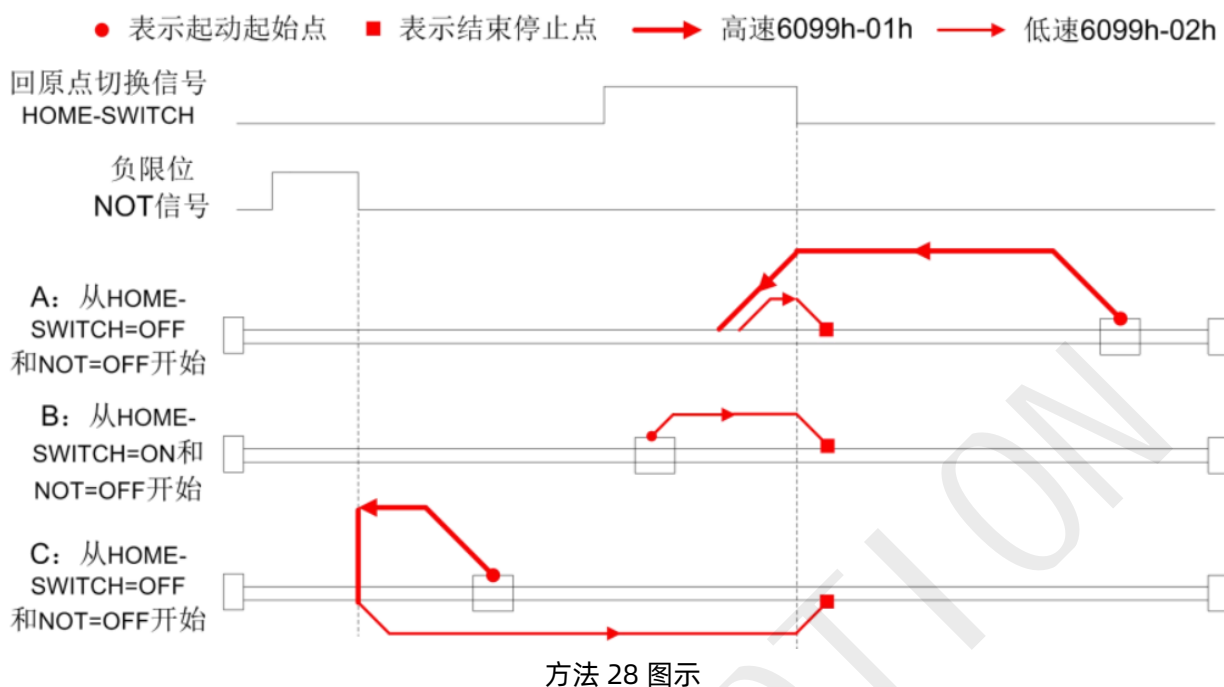 表示起动起始点 表示结束停止点 高速6099h-01h 低速6099h-02h
回原点切换信号
HOME-SWITCH
负限位
NOT信号
A：从HOME-
SWITCH=OFF
和NOT=OFF开始
B：从HOME-
SWITCH=ON和
NOT=OFF开始
C：从HOME-
SWITCH=OFF
和NOT=OFF开始
方法 28 图示